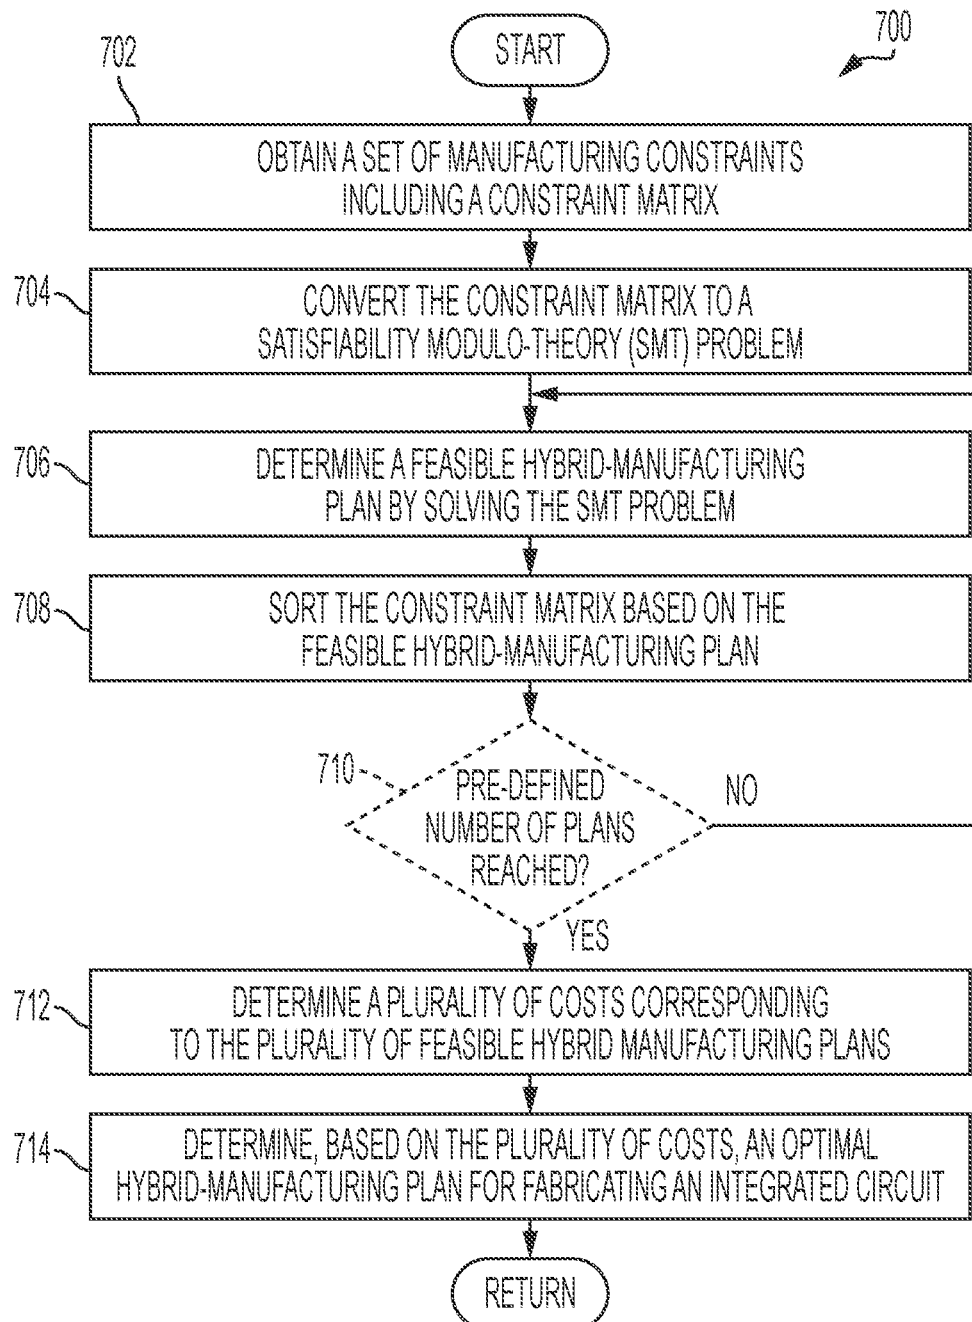 START
700
702
OBTAIN A SET OF MANUFACTURING CONSTRAINTS
INCLUDING A CONSTRAINT MATRIX
704
CONVERT THE CONSTRAINT MATRIX TO A
SATISFIABILITY MODULO-THEORY (SMT) PROBLEM
706
DETERMINE A FEASIBLE HYBRID-MANUFACTURING
PLAN BY SOLVING THE SMT PROBLEM
708
SORT THE CONSTRAINT MATRIX BASED ON THE
FEASIBLE HYBRID-MANUFACTURING PLAN
710
PRE-DEFINED
NUMBER OF PLANS
REACHED?
NO
YES
712
DETERMINE A PLURALITY OF COSTS CORRESPONDING
TO THE PLURALITY OF FEASIBLE HYBRID MANUFACTURING PLANS
714
DETERMINE, BASED ON THE PLURALITY OF COSTS, AN OPTIMAL
HYBRID-MANUFACTURING PLAN FOR FABRICATING AN INTEGRATED CIRCUIT
RETURN